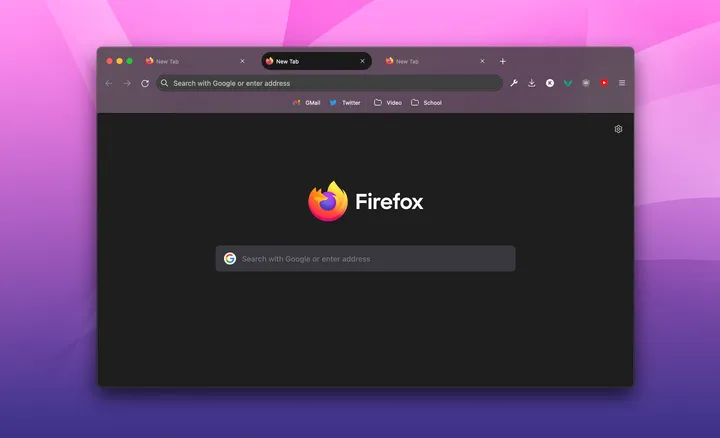 New Tab
New Tab
New Tab
Search with Google or enter address
GMail Twitter Video School
Firefox
Search with Google or enter address